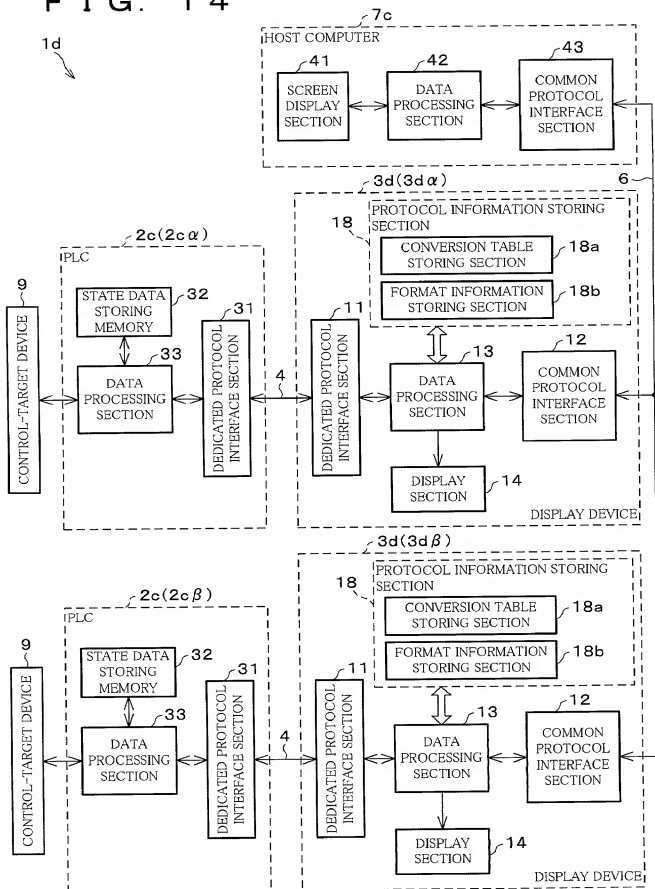 FIG. 14
1d
7c
HOST COMPUTER
41
42
43
SCREEN
DISPLAY
SECTION
DATA
PROCESSING
SECTION
COMMON
PROTOCOL
INTERFACE
SECTION
6
3d(3dα)
PROTOCOL INFORMATION STORING
SECTION
18
CONVERSION TABLE
STORING SECTION
18a
FORMAT INFORMATION
STORING SECTION
18b
2c(2cα)
PLC
9
CONTROL-TARGET DEVICE
STATE DATA
STORING
MEMORY
32
33
DATA
PROCESSING
SECTION
31
DEDICATED PROTOCOL
INTERFACE SECTION
4
11
DEDICATED PROTOCOL
INTERFACE SECTION
13
DATA
PROCESSING
SECTION
12
COMMON
PROTOCOL
INTERFACE
SECTION
DISPLAY
SECTION
14
DISPLAY DEVICE
3d(3dβ)
PROTOCOL INFORMATION STORING
SECTION
18
CONVERSION TABLE
STORING SECTION
18a
FORMAT INFORMATION
STORING SECTION
18b
2c(2cβ)
PLC
9
CONTROL-TARGET DEVICE
STATE DATA
STORING
MEMORY
32
33
DATA
PROCESSING
SECTION
31
DEDICATED PROTOCOL
INTERFACE SECTION
4
11
DEDICATED PROTOCOL
INTERFACE SECTION
13
DATA
PROCESSING
SECTION
12
COMMON
PROTOCOL
INTERFACE
SECTION
DISPLAY
SECTION
14
DISPLAY DEVICE